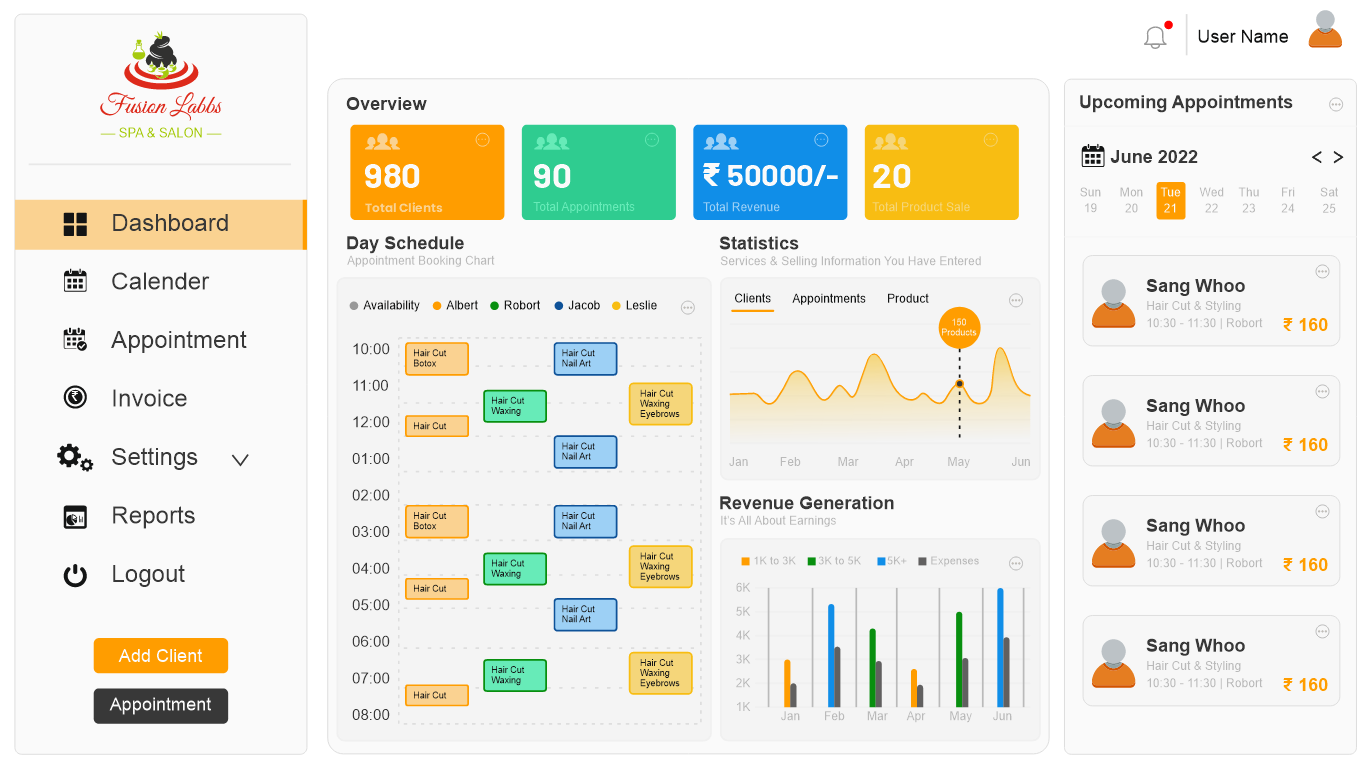 Fusion Labbs
SPA & SALON
Dashboard
Calender
Appointment
Invoice
Settings
Reports
Logout
Add Client
Appointment
User Name
Overview
980
Total Clients
90
Total Appointments
₹ 50000/-
Total Revenue
20
Total Product Sale
Day Schedule
Appointment Booking Chart
Availability Albert Robort Jacob Leslie
10:00
11:00
12:00
01:00
02:00
03:00
04:00
05:00
06:00
07:00
08:00
Hair Cut
Botox
Hair Cut
Nail Art
Hair Cut
Waxing
Hair Cut
Waxing
Eyebrows
Hair Cut
Hair Cut
Nail Art
Hair Cut
Botox
Hair Cut
Nail Art
Hair Cut
Waxing
Hair Cut
Waxing
Eyebrows
Hair Cut
Hair Cut
Nail Art
Hair Cut
Waxing
Hair Cut
Waxing
Eyebrows
Hair Cut
Statistics
Services & Selling Information You Have Entered
Clients Appointments Product
150
Products
Jan Feb Mar Apr May Jun
Revenue Generation
It's All About Earnings
1K to 3K 3K to 5K 5K+ Expenses
6K
5K
4K
3K
2K
1K
Jan Feb Mar Apr May Jun
Upcoming Appointments
June 2022 < >
Sun Mon Tue Wed Thu Fri Sat
19 20 21 22 23 24 25
Sang Whoo
Hair Cut & Styling
10:30 - 11:30 | Robort ₹ 160
Sang Whoo
Hair Cut & Styling
10:30 - 11:30 | Robort ₹ 160
Sang Whoo
Hair Cut & Styling
10:30 - 11:30 | Robort ₹ 160
Sang Whoo
Hair Cut & Styling
10:30 - 11:30 | Robort ₹ 160